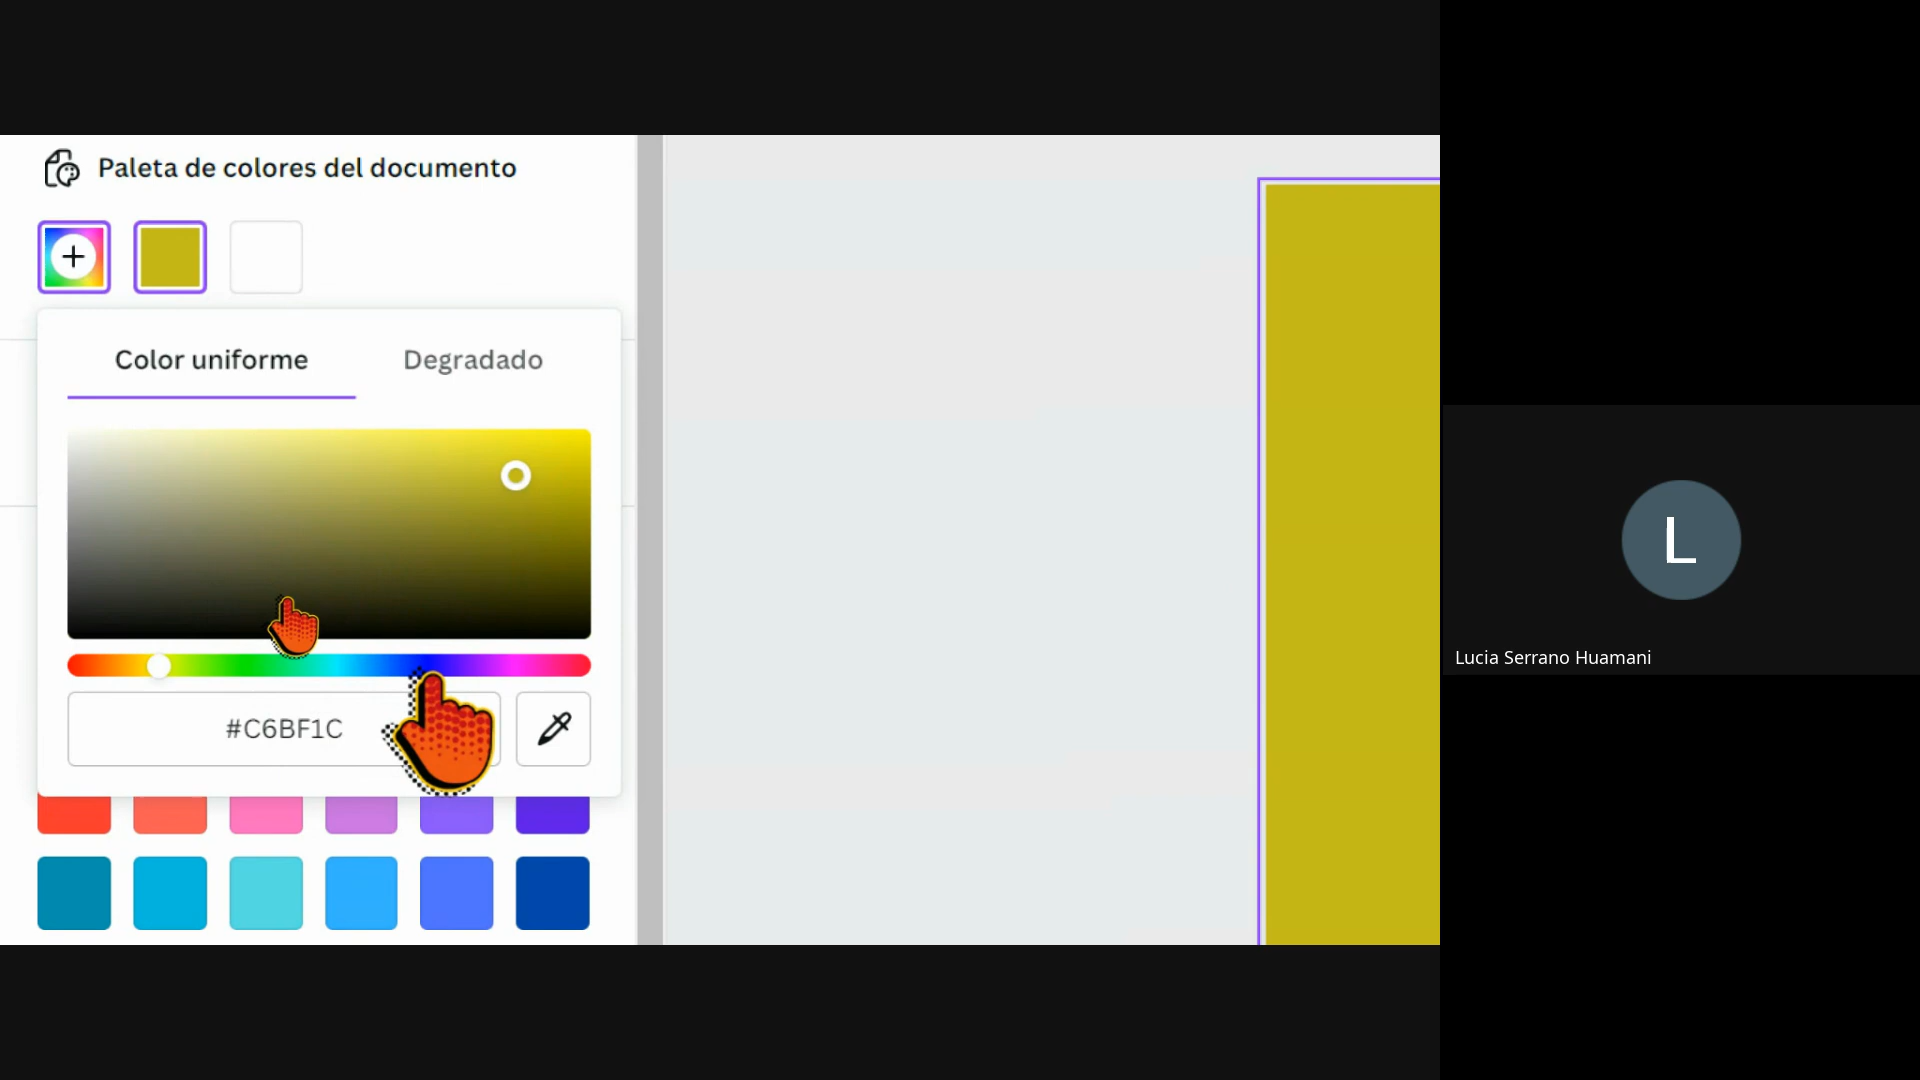 Paleta de colores del documento
Color uniforme
Degradado
#C6BF1C
L
Lucia Serrano Huamani